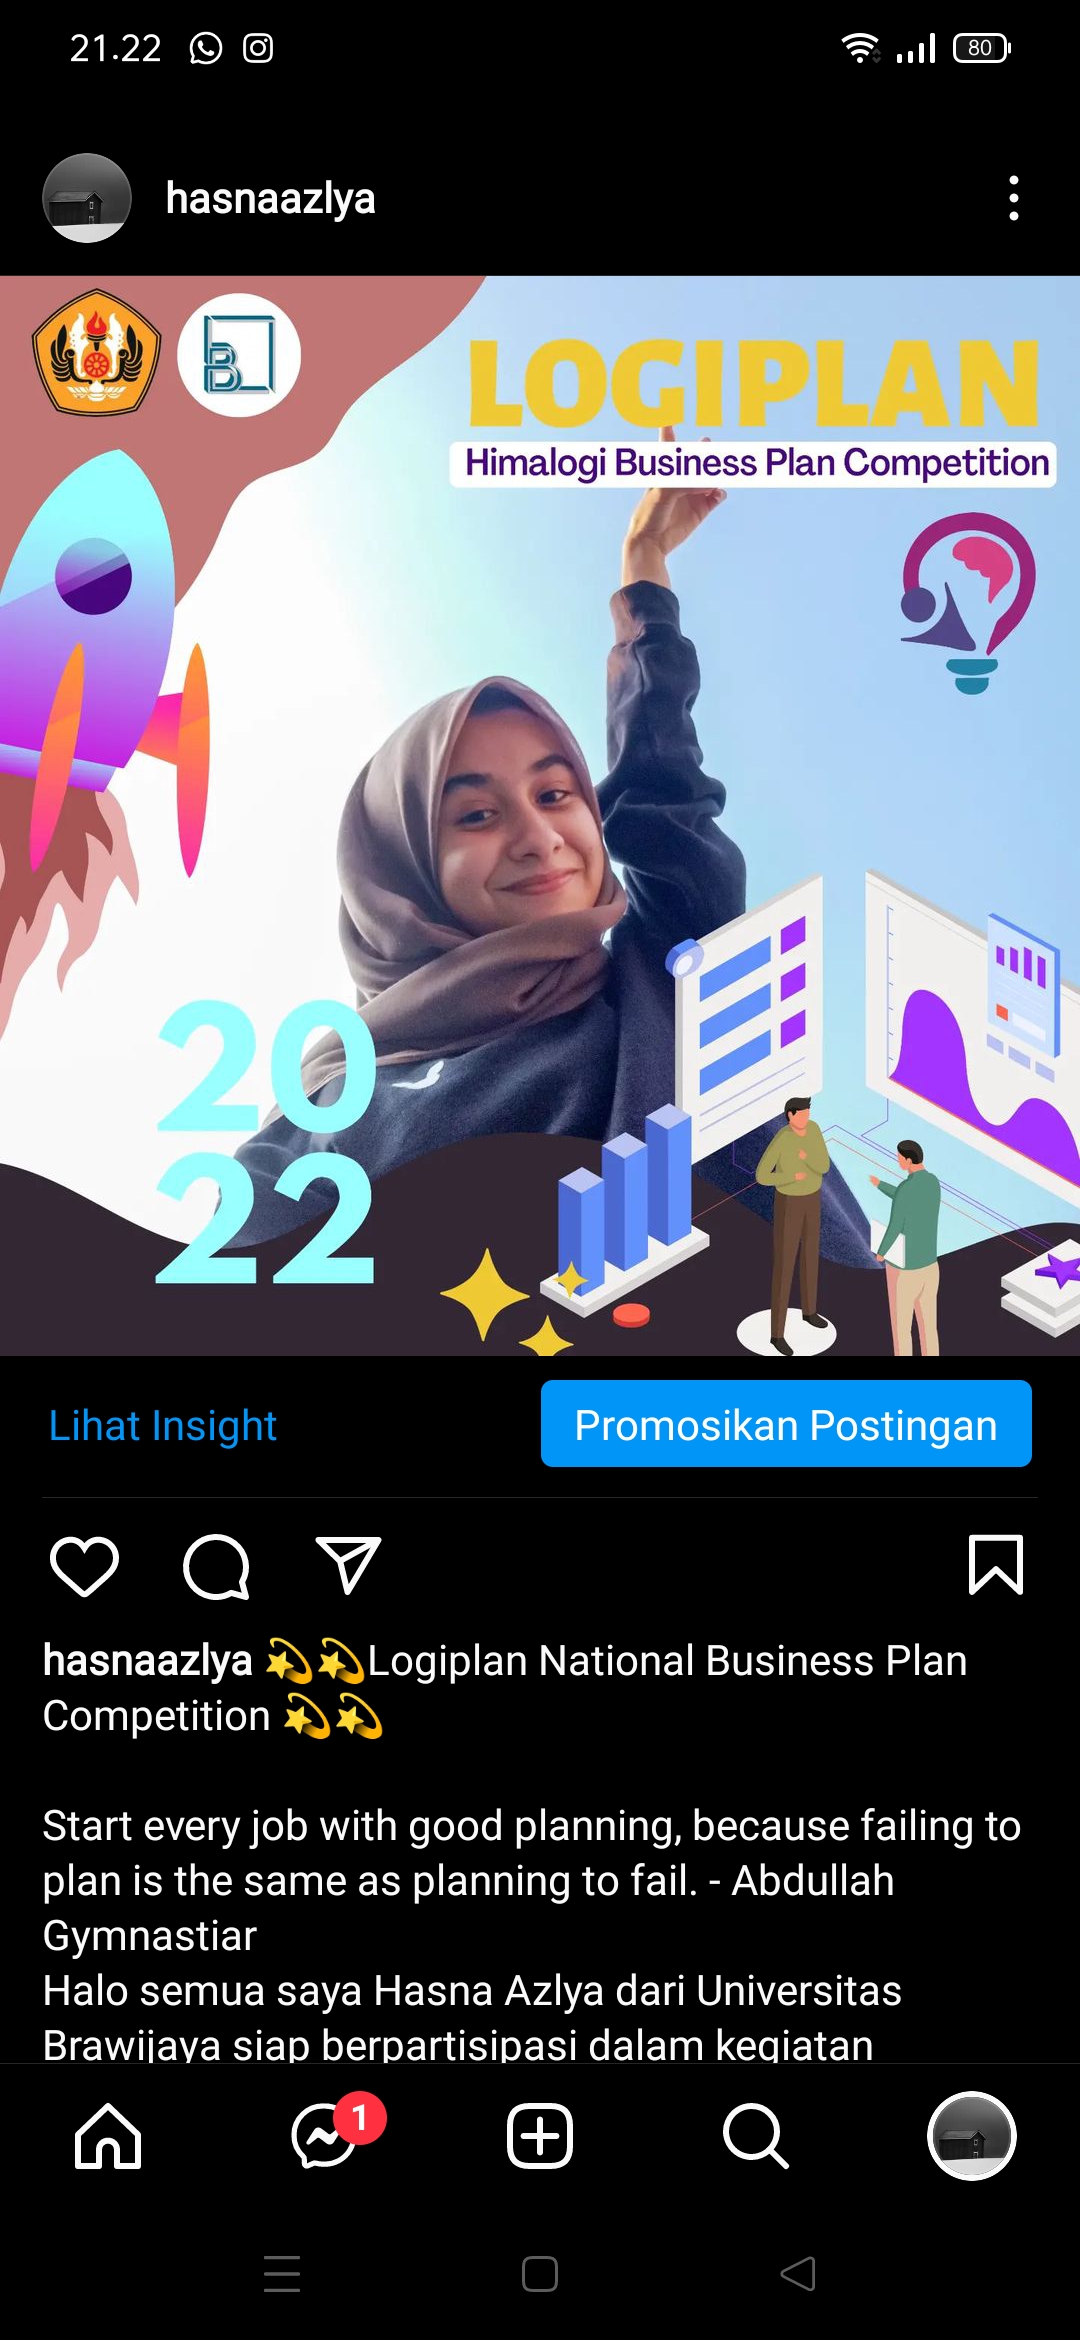 21.22
80
hasnaazlya
B
LOGIPLAN
Himalogi Business Plan Competition
20
22
Lihat Insight
Promosikan Postingan
hasnaazlya 💫💫Logiplan National Business Plan
Competition 💫💫
Start every job with good planning, because failing to
plan is the same as planning to fail. - Abdullah
Gymnastiar
Halo semua saya Hasna Azlya dari Universitas
Brawijaya siap berpartisipasi dalam kegiatan
1